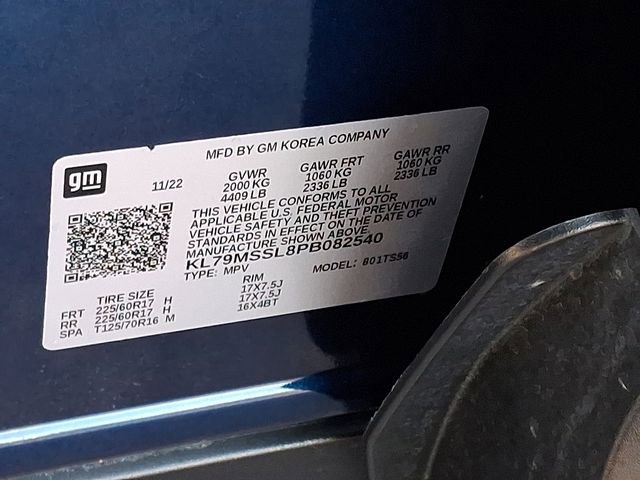 MFD BY GM KOREA COMPANY
gm
11/22
GVWR GAWR FRT GAWR RR
2000 KG 1060 KG 1060 KG
4409 LB 2336 LB 2336 LB
THIS VEHICLE CONFORMS TO ALL
APPLICABLE U.S. FEDERAL MOTOR
VEHICLE SAFETY AND THEFT PREVENTION
STANDARDS IN EFFECT ON THE DATE OF
MANUFACTURE SHOWN ABOVE.
KL79MSSL8PB082540
TYPE: MPV MODEL: 801TS56
TIRE SIZE RIM
FRT 225/60R17 H 17X7.5J
RR 225/60R17 H 17X7.5J
SPA T125/70R16 M 16X4BT